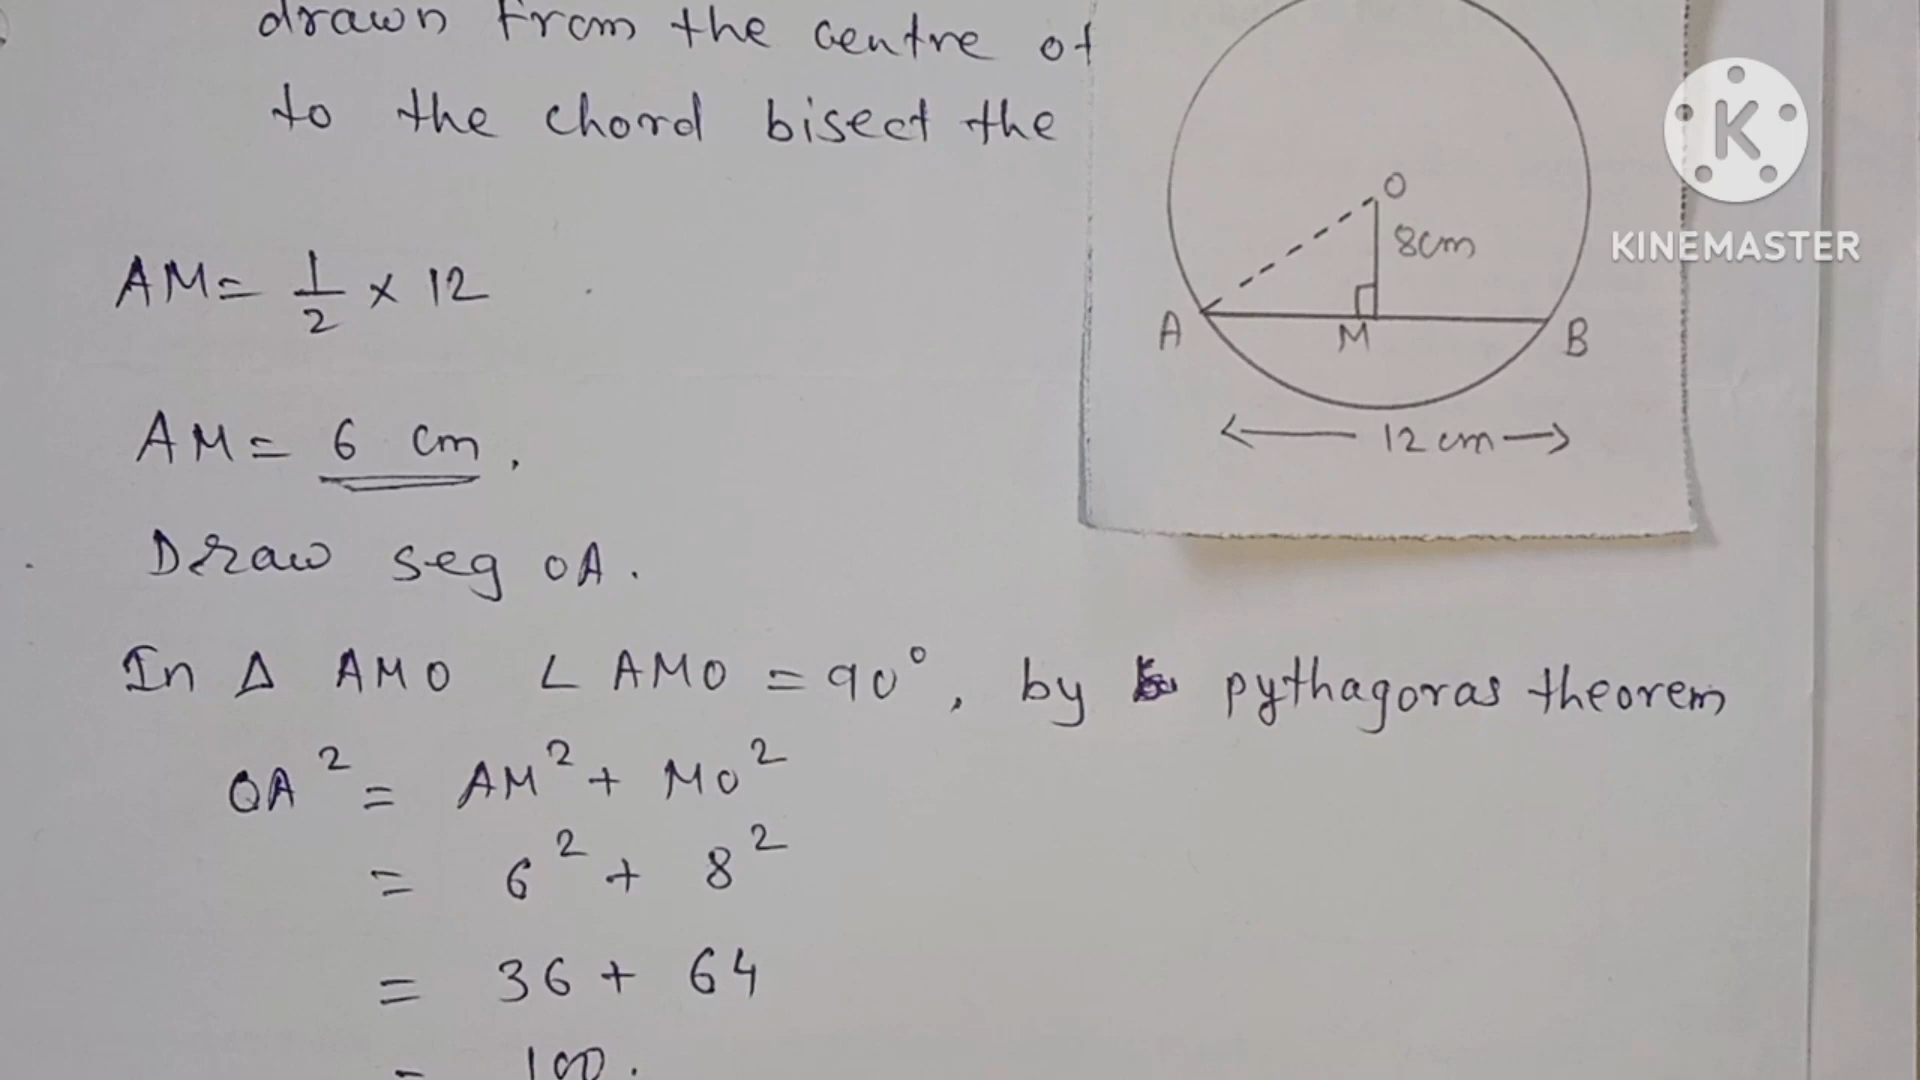 drawn from the centre of
to the chord bisect the
AM = 1/2 × 12
AM = 6 cm.
Draw seg OA.
In Δ AMO ∠AMO = 90°, by pythagoras theorem
OA² = AM² + MO²
= 6² + 8²
= 36 + 64
= 100.
O
8cm
A
M
B
12 cm
K
KINEMASTER